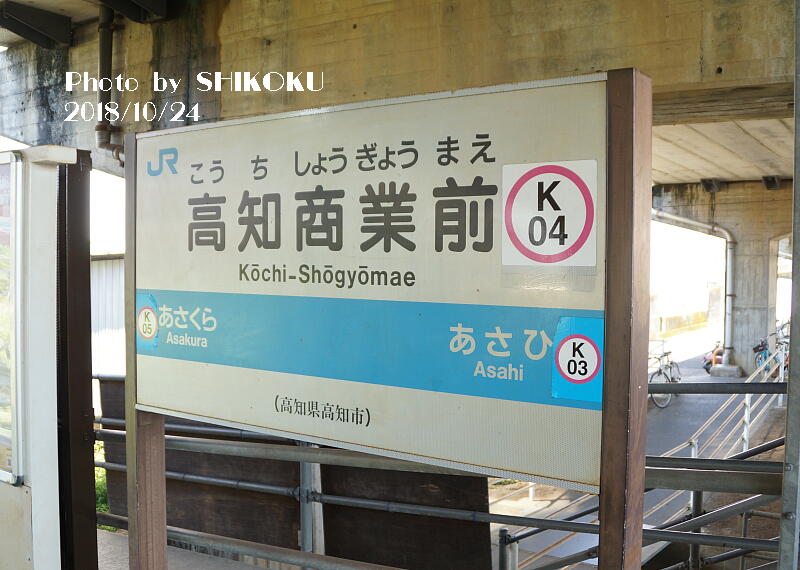 Photo by SHIKOKU
2018/10/24
JR
こうち しょうぎょう まえ
高知商業前
K
04
Kōchi-Shōgyōmae
K
05
あさくら
Asakura
あさひ
Asahi
K
03
(高知県高知市)